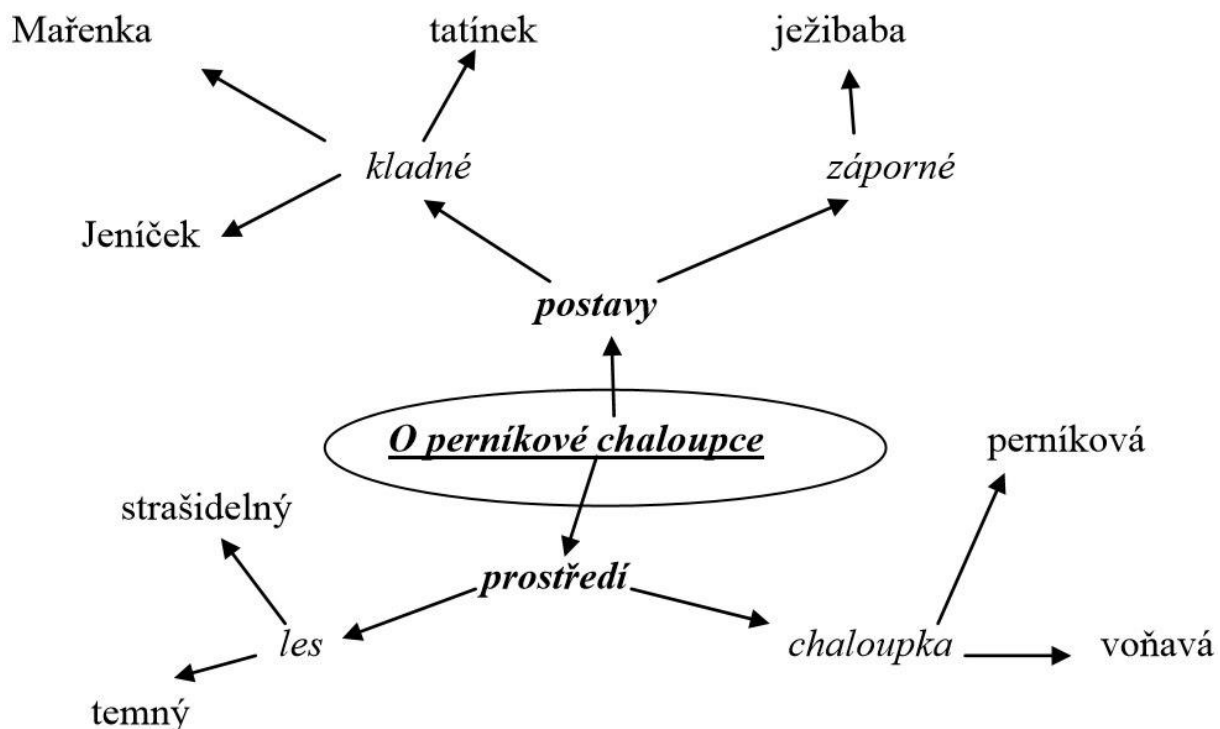 Mařenka
tatínek
ježibaba
kladné
záporné
Jeníček
postavy
O perníkové chaloupce
perníková
strašidelný
prostředí
les
chaloupka
voňavá
temný